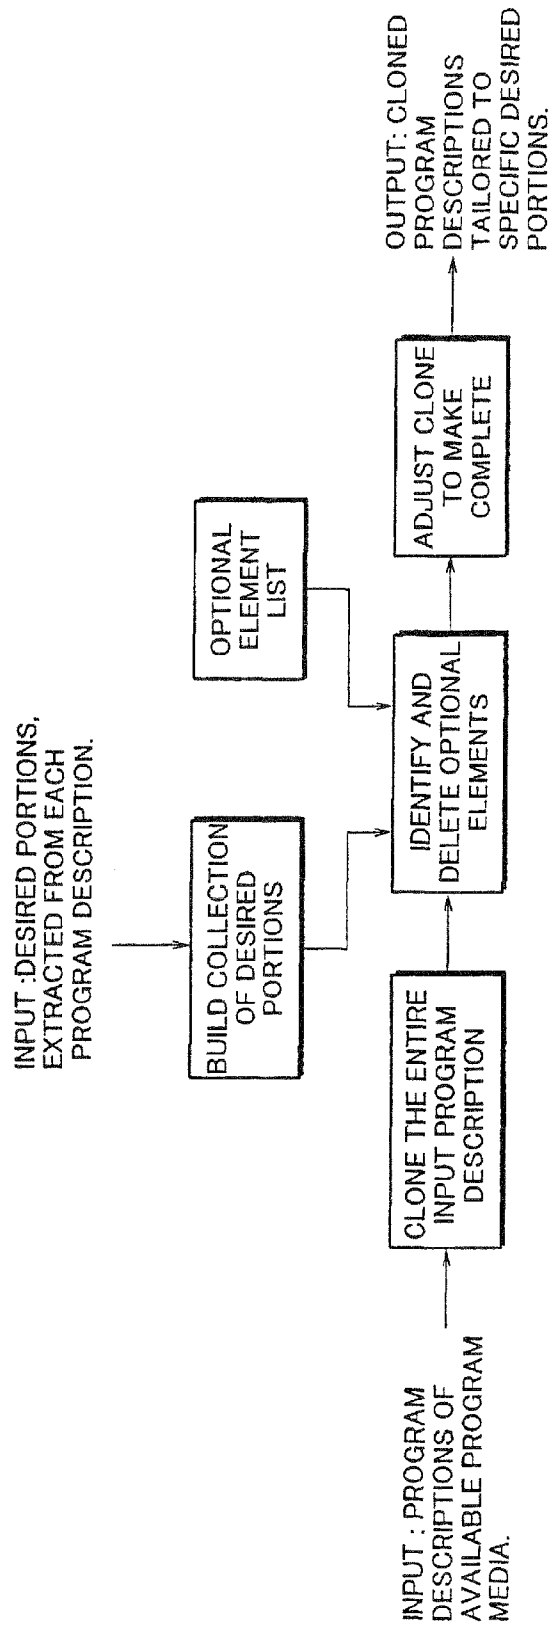 INPUT :DESIRED PORTIONS,
EXTRACTED FROM EACH
PROGRAM DESCRIPTION.
BUILD COLLECTION
OF DESIRED
PORTIONS
OPTIONAL
ELEMENT
LIST
INPUT : PROGRAM
DESCRIPTIONS OF
AVAILABLE PROGRAM
MEDIA.
CLONE THE ENTIRE
INPUT PROGRAM
DESCRIPTION
IDENTIFY AND
DELETE OPTIONAL
ELEMENTS
ADJUST CLONE
TO MAKE
COMPLETE
OUTPUT: CLONED
PROGRAM
DESCRIPTIONS
TAILORED TO
SPECIFIC DESIRED
PORTIONS.